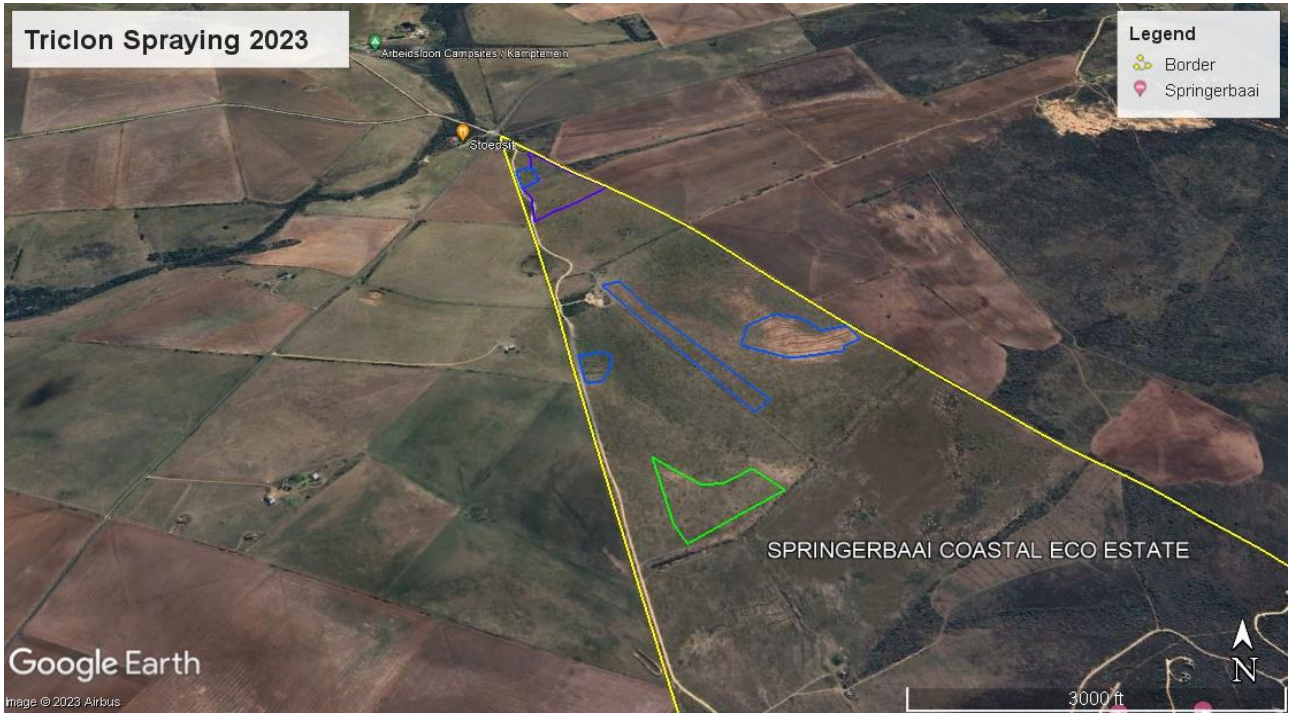 Triclon Spraying 2023
Arbeidsloon Campsites / Kampterrein
Legend
Border
Springerbaai
Stoepsit
SPRINGERBAAI COASTAL ECO ESTATE
N
Google Earth
Image © 2023 Airbus
3000 ft